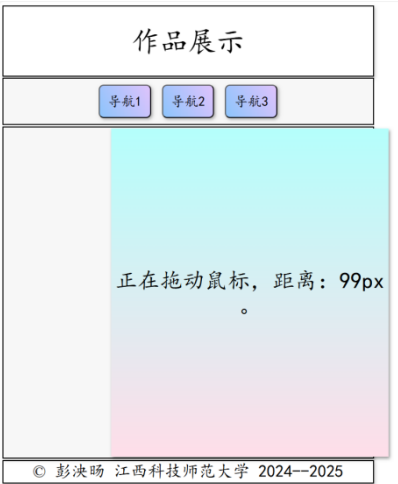 作品展示
导航1 导航2 导航3
正在拖动鼠标，距离：99px
。
© 彭泱旸 江西科技师范大学 2024--2025